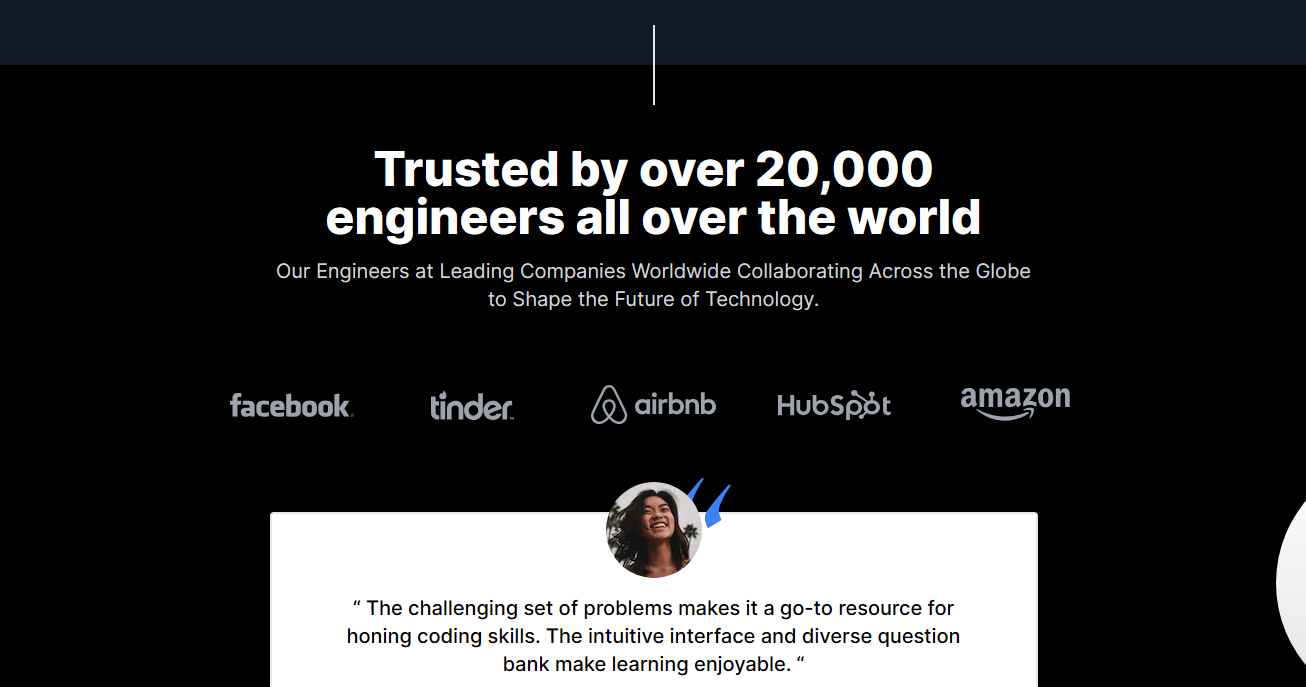 Trusted by over 20,000
engineers all over the world
Our Engineers at Leading Companies Worldwide Collaborating Across the Globe
to Shape the Future of Technology.
facebook tinder airbnb HubSpot amazon
“ The challenging set of problems makes it a go-to resource for
honing coding skills. The intuitive interface and diverse question
bank make learning enjoyable. “